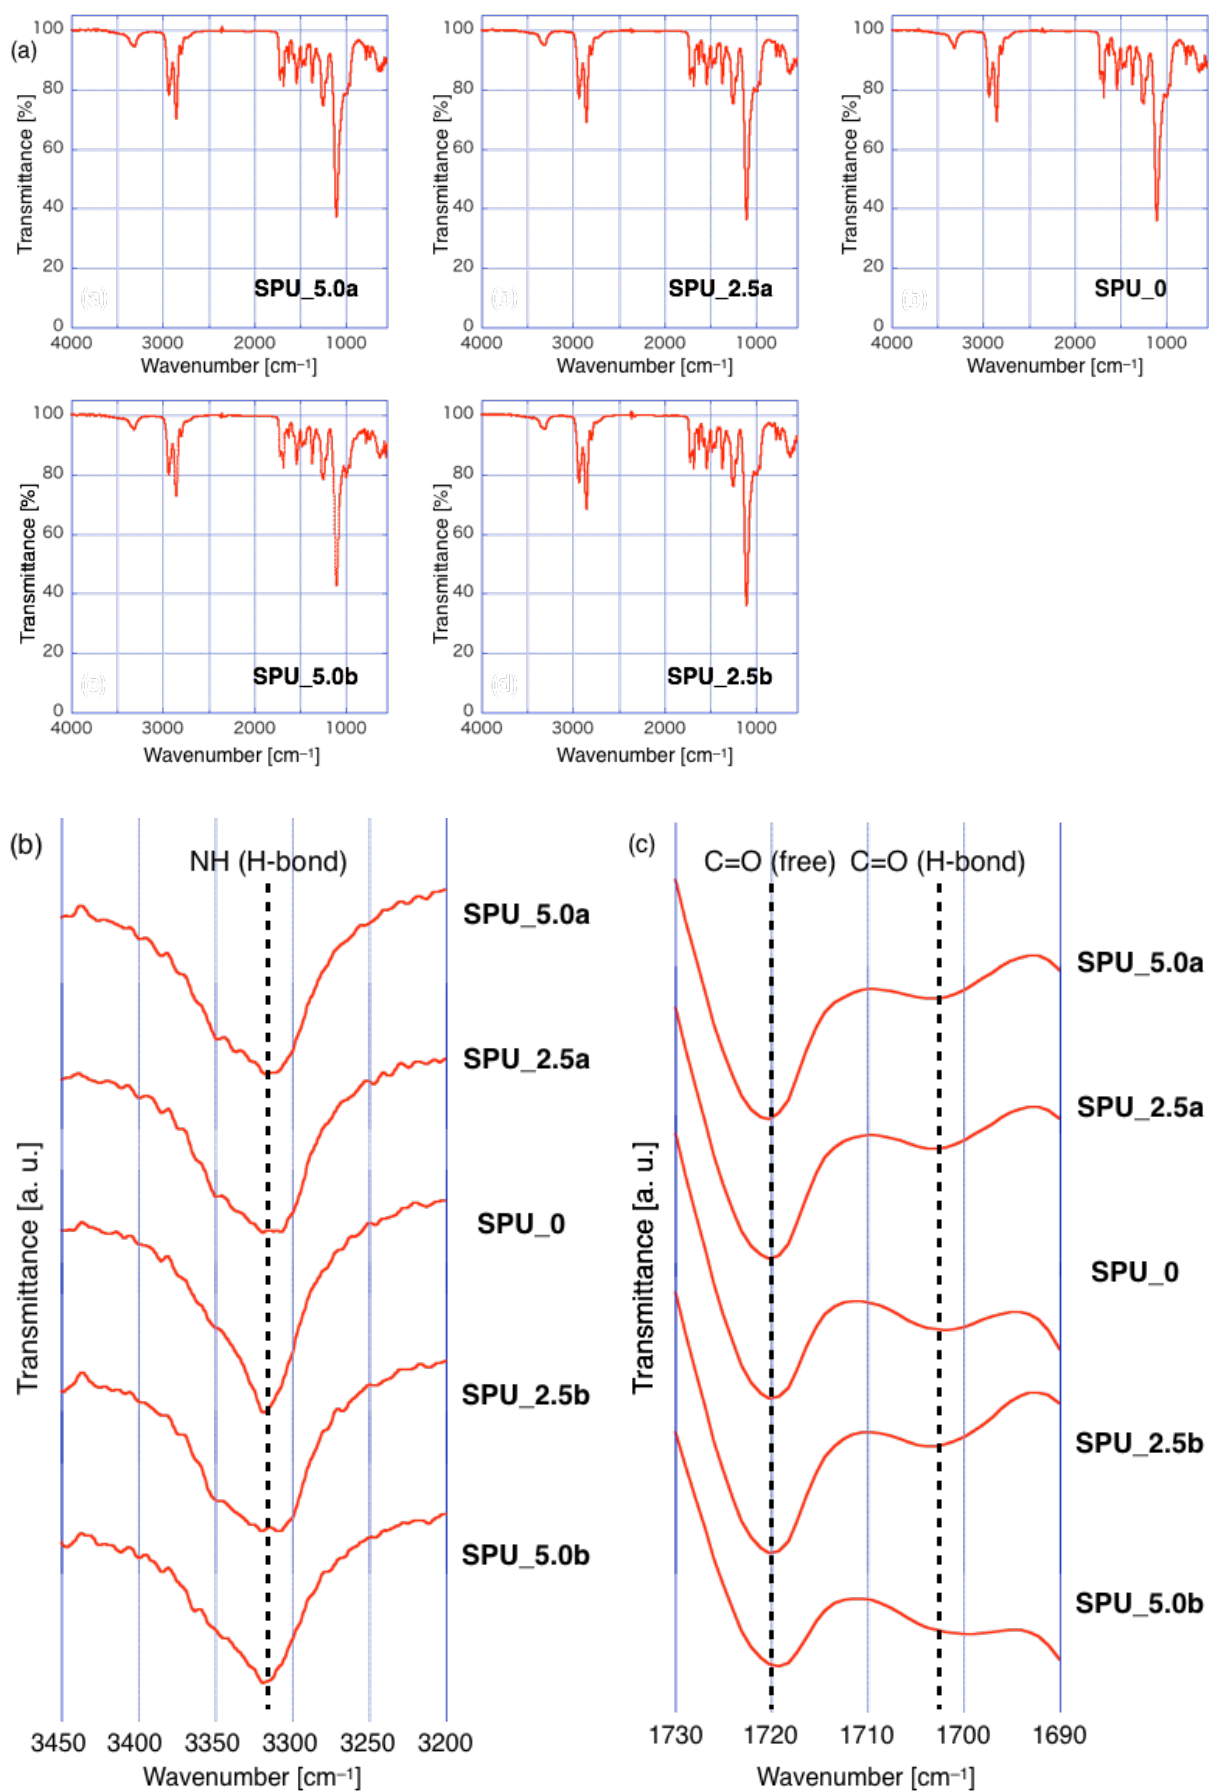 (a)
Transmittance [%]
100
80
60
40
20
0
(a)
SPU_5.0a
4000 3000 2000 1000
Wavenumber [cm⁻¹]
Transmittance [%]
100
80
60
40
20
0
SPU_2.5a
4000 3000 2000 1000
Wavenumber [cm⁻¹]
Transmittance [%]
100
80
60
40
20
0
SPU_0
4000 3000 2000 1000
Wavenumber [cm⁻¹]
Transmittance [%]
100
80
60
40
20
0
SPU_5.0b
4000 3000 2000 1000
Wavenumber [cm⁻¹]
Transmittance [%]
100
80
60
40
20
0
(d)
SPU_2.5b
4000 3000 2000 1000
Wavenumber [cm⁻¹]
(b)
NH (H-bond)
SPU_5.0a
SPU_2.5a
SPU_0
SPU_2.5b
SPU_5.0b
Transmittance [a. u.]
3450 3400 3350 3300 3250 3200
Wavenumber [cm⁻¹]
(c)
C=O (free) C=O (H-bond)
SPU_5.0a
SPU_2.5a
SPU_0
SPU_2.5b
SPU_5.0b
Transmittance [a. u.]
1730 1720 1710 1700 1690
Wavenumber [cm⁻¹]